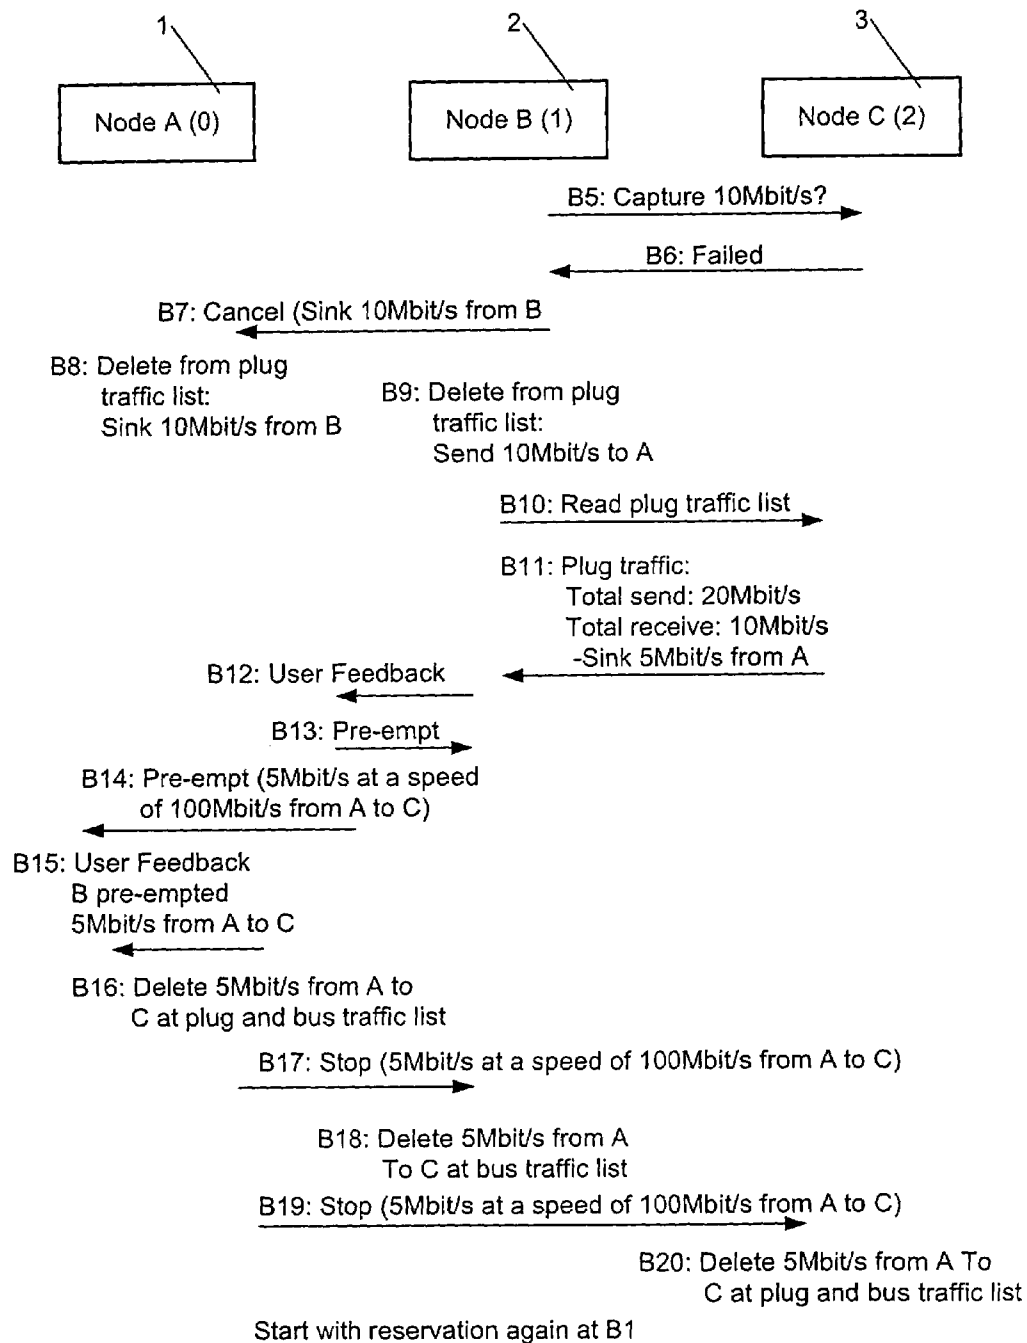 1
2
3
Node A (0)
Node B (1)
Node C (2)
B5: Capture 10Mbit/s?
B6: Failed
B7: Cancel (Sink 10Mbit/s from B
B8: Delete from plug
traffic list:
Sink 10Mbit/s from B
B9: Delete from plug
traffic list:
Send 10Mbit/s to A
B10: Read plug traffic list
B11: Plug traffic:
Total send: 20Mbit/s
Total receive: 10Mbit/s
-Sink 5Mbit/s from A
B12: User Feedback
B13: Pre-empt
B14: Pre-empt (5Mbit/s at a speed
of 100Mbit/s from A to C)
B15: User Feedback
B pre-empted
5Mbit/s from A to C
B16: Delete 5Mbit/s from A to
C at plug and bus traffic list
B17: Stop (5Mbit/s at a speed of 100Mbit/s from A to C)
B18: Delete 5Mbit/s from A
To C at bus traffic list
B19: Stop (5Mbit/s at a speed of 100Mbit/s from A to C)
B20: Delete 5Mbit/s from A To
C at plug and bus traffic list
Start with reservation again at B1